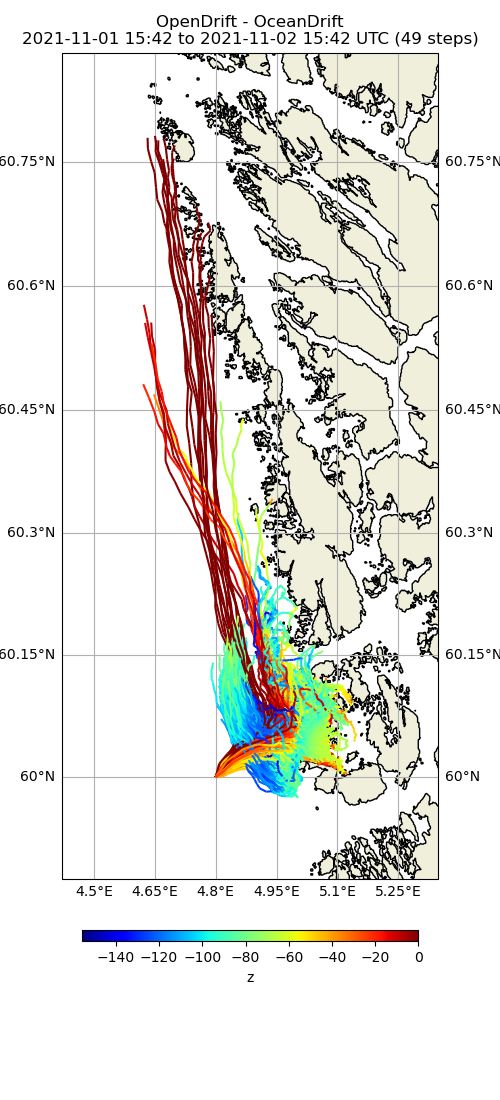 OpenDrift - OceanDrift
2021-11-01 15:42 to 2021-11-02 15:42 UTC (49 steps)
60.75°N 60.75°N
60.6°N 60.6°N
60.45°N 60.45°N
60.3°N 60.3°N
60.15°N 60.15°N
60°N 60°N
4.5°E 4.65°E 4.8°E 4.95°E 5.1°E 5.25°E
−140 −120 −100 −80 −60 −40 −20 0
z